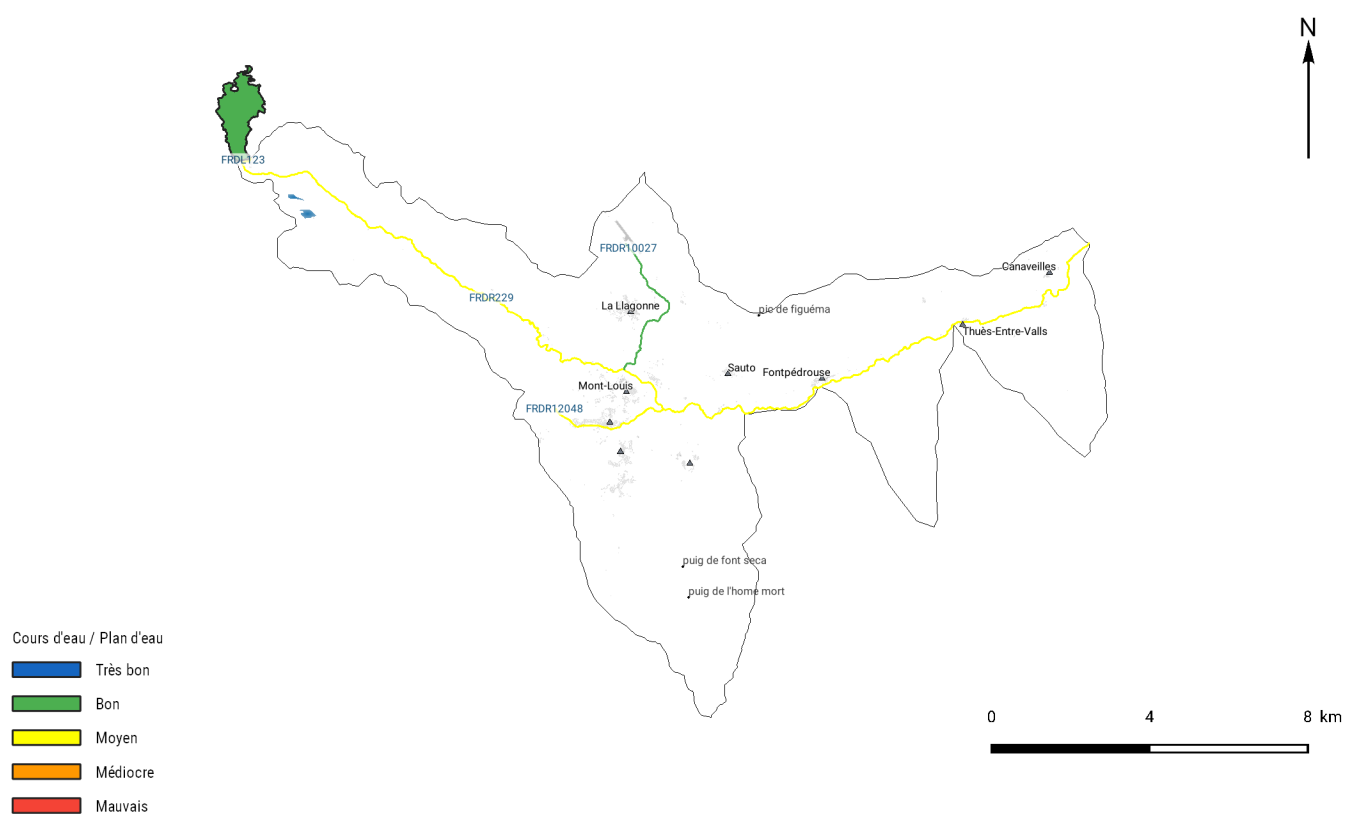 N
FRDL123
FRDR10027
Canaveilles
FRDR229
La Llagonne
pic de figuéma
Thuès-Entre-Valls
Sauto
Fontpédrouse
Mont-Louis
FRDR12048
puig de font seca
puig de l'home mort
Cours d'eau / Plan d'eau
Très bon
Bon
Moyen
Médiocre
Mauvais
0 4 8 km